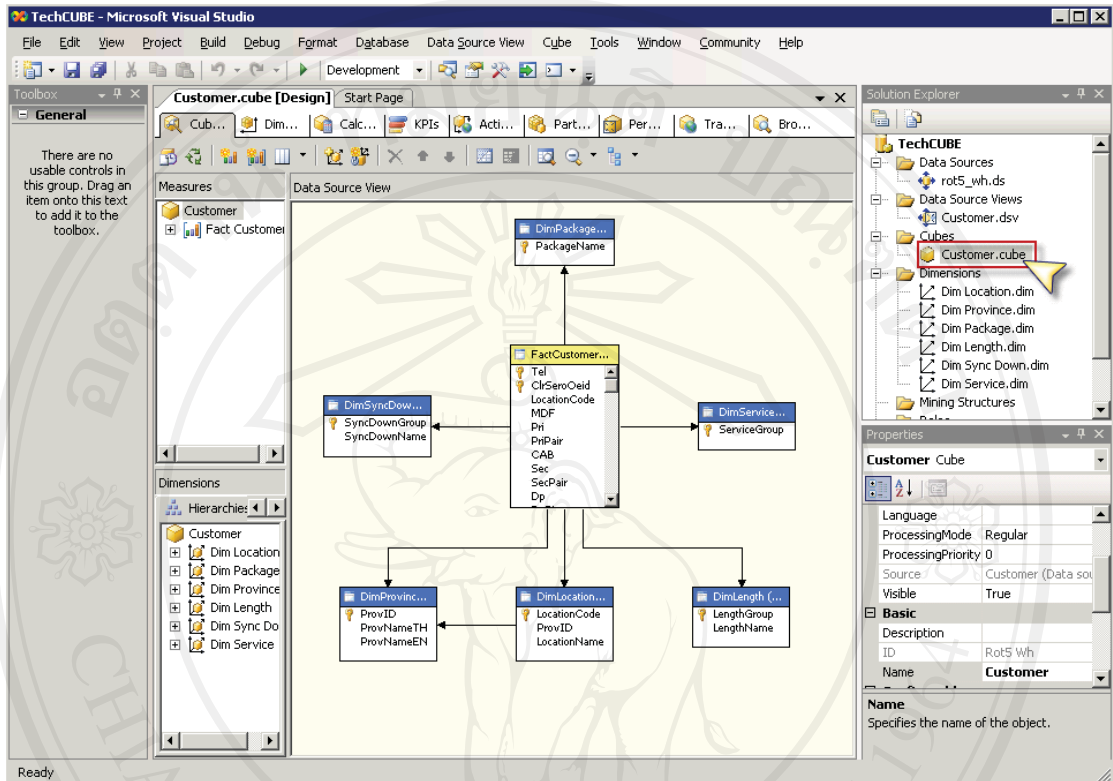 TechCUBE - Microsoft Visual Studio
File Edit View Project Build Debug Format Database Data Source View Cube Tools Window Community Help
Development
Toolbox
General
There are no
usable controls in
this group. Drag an
item onto this text
to add it to the
toolbox.
Customer.cube [Design] Start Page
Cub... Dim... Calc... KPIs Acti... Part... Per... Tra... Bro...
Measures
Customer
Fact Customer
Dimensions
Hierarchies
Customer
Dim Location
Dim Package
Dim Province
Dim Length
Dim Sync Do
Dim Service
Data Source View
DimPackage...
PackageName
FactCustomer...
Tel
ClrSeroOeid
LocationCode
MDF
Pri
PriPair
CAB
Sec
SecPair
Dp
DimSyncDow...
SyncDownGroup
SyncDownName
DimService...
ServiceGroup
DimProvinc...
ProvID
ProvNameTH
ProvNameEN
DimLocation...
LocationCode
ProvID
LocationName
DimLength (...
LengthGroup
LengthName
Solution Explorer
TechCUBE
Data Sources
rot5_wh.ds
Data Source Views
Customer.dsv
Cubes
Customer.cube
Dimensions
Dim Location.dim
Dim Province.dim
Dim Package.dim
Dim Length.dim
Dim Sync Down.dim
Dim Service.dim
Mining Structures
Properties
Customer Cube
Language
ProcessingMode Regular
ProcessingPriority 0
Source Customer (Data sou
Visible True
Basic
Description
ID Rot5 Wh
Name Customer
Name
Specifies the name of the object.
Ready
1964